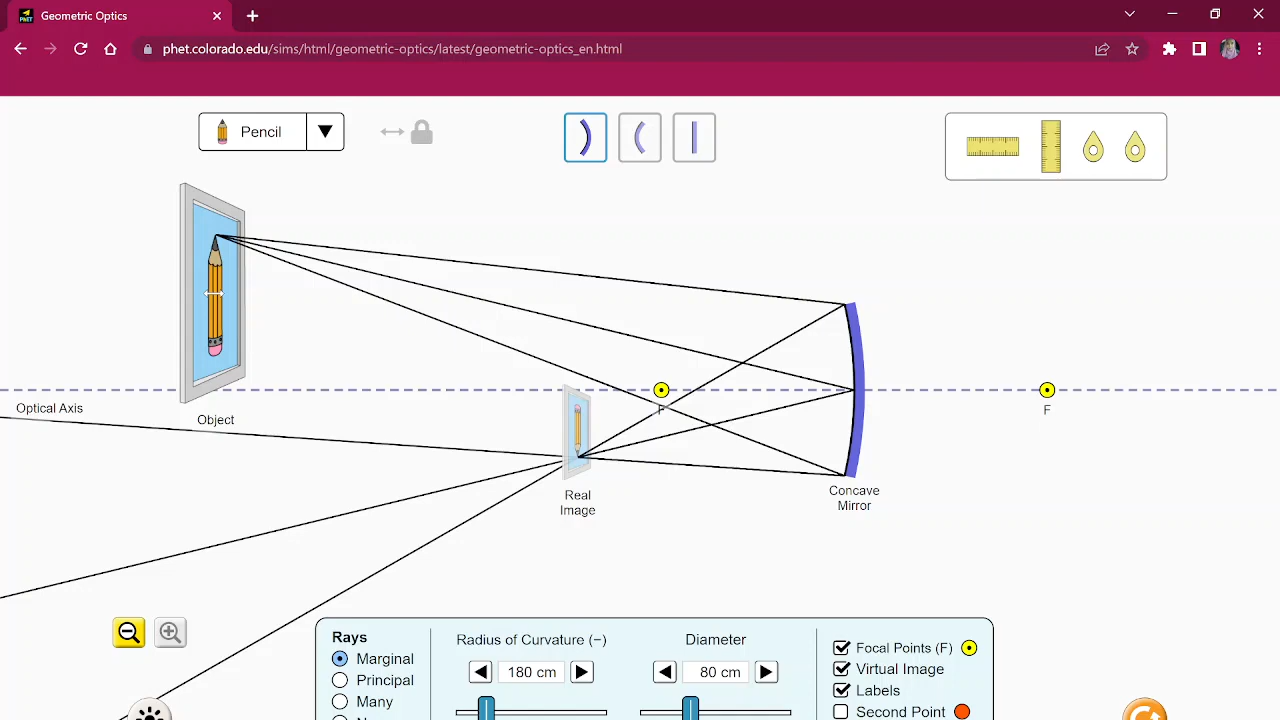 Geometric Optics
phet.colorado.edu/sims/html/geometric-optics/latest/geometric-optics_en.html
Pencil
Optical Axis
Object
F
F
Real
Image
Concave
Mirror
Rays
Marginal
Principal
Many
Radius of Curvature (−)
180 cm
Diameter
80 cm
Focal Points (F)
Virtual Image
Labels
Second Point